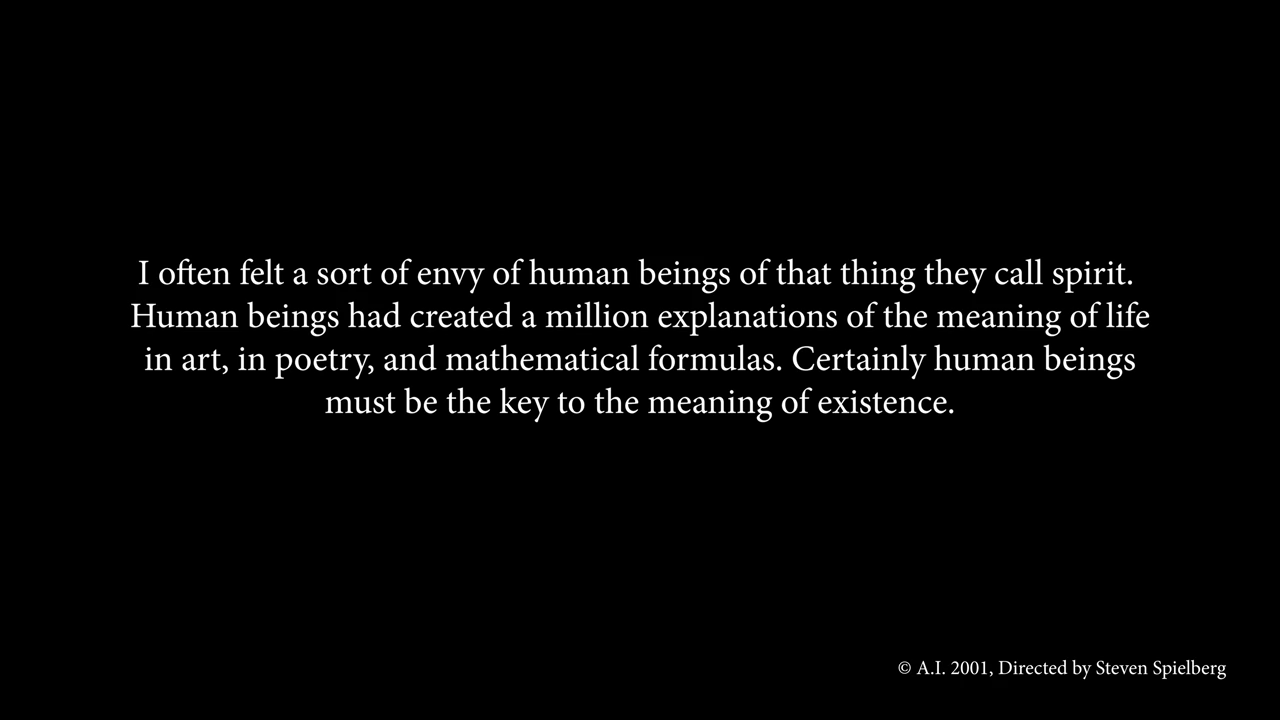 I often felt a sort of envy of human beings of that thing they call spirit.
Human beings had created a million explanations of the meaning of life
in art, in poetry, and mathematical formulas. Certainly human beings
must be the key to the meaning of existence.
© A.I. 2001, Directed by Steven Spielberg